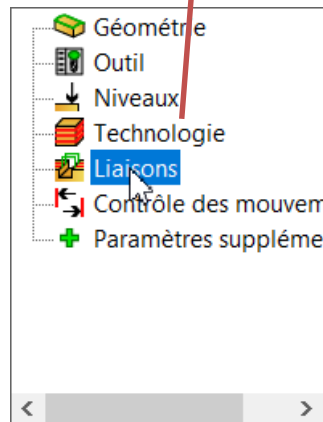 Géométrie
Outil
Niveaux
Technologie
Liaisons
Contrôle des mouvem
Paramètres suppléme